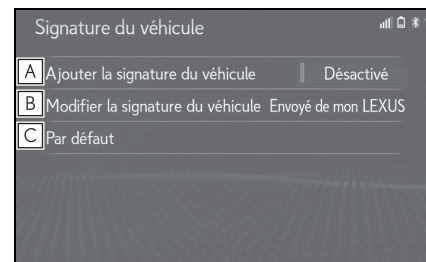 Signature du véhicule
A Ajouter la signature du véhicule Désactivé
B Modifier la signature du véhicule Envoyé de mon LEXUS
C Par défaut